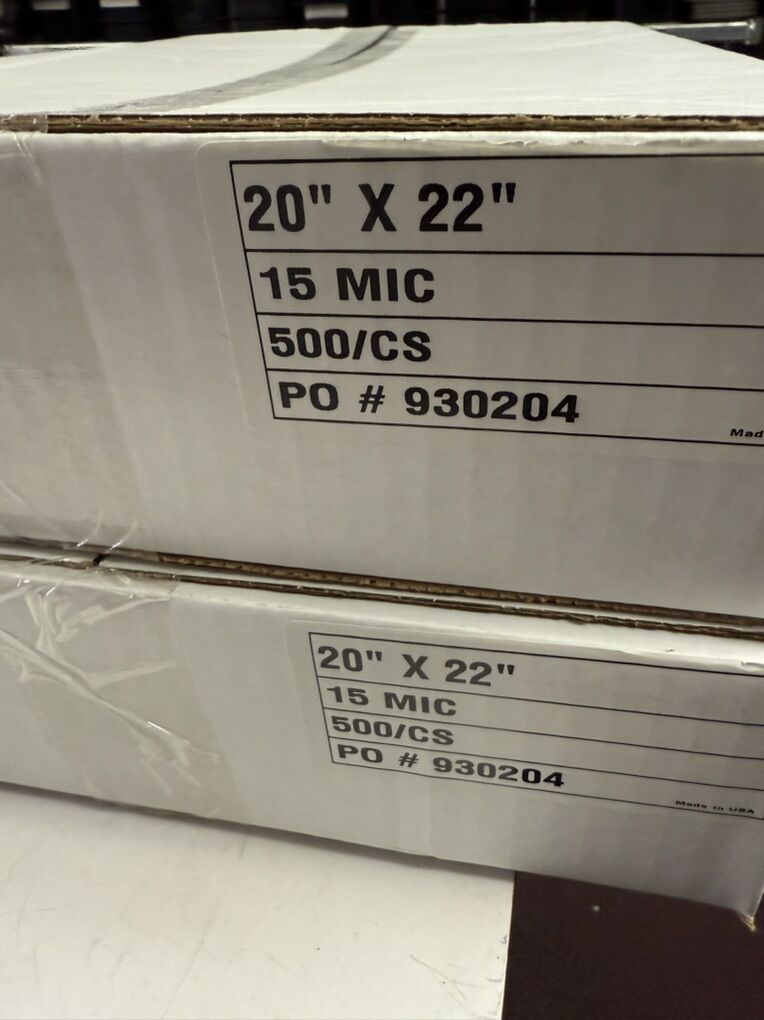 20" X 22"
15 MIC
500/CS
PO # 930204
Mad
20" X 22"
15 MIC
500/CS
PO # 930204
Made in USA